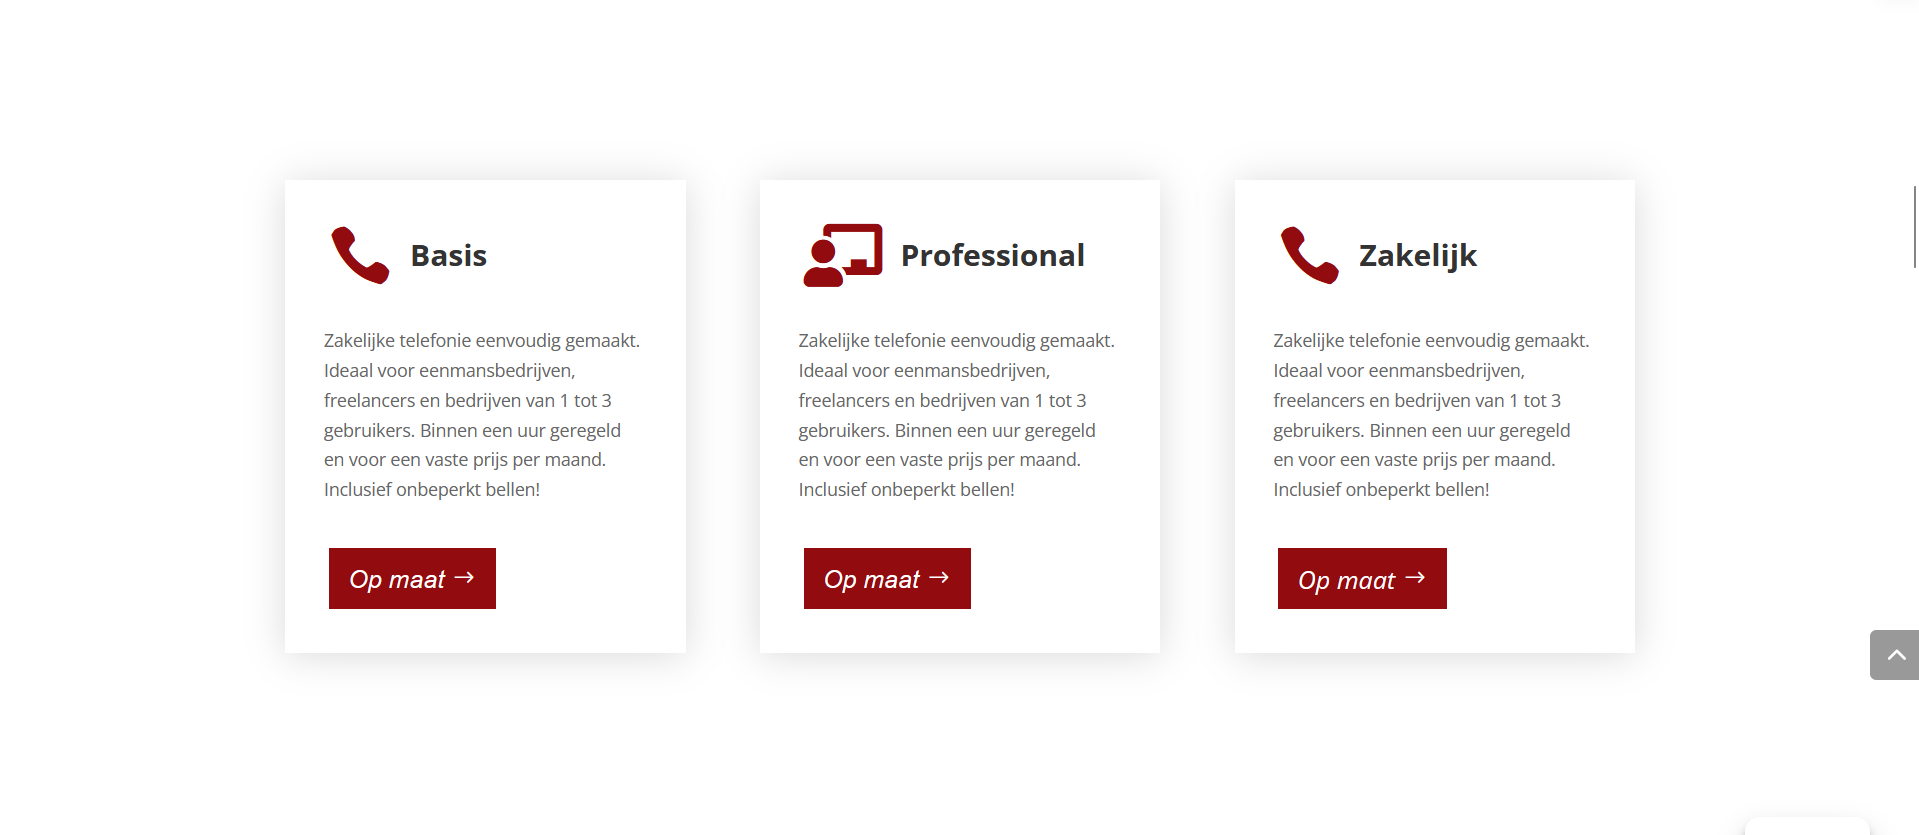 Basis
Zakelijke telefonie eenvoudig gemaakt.
Ideaal voor eenmansbedrijven,
freelancers en bedrijven van 1 tot 3
gebruikers. Binnen een uur geregeld
en voor een vaste prijs per maand.
Inclusief onbeperkt bellen!
Op maat →
Professional
Zakelijke telefonie eenvoudig gemaakt.
Ideaal voor eenmansbedrijven,
freelancers en bedrijven van 1 tot 3
gebruikers. Binnen een uur geregeld
en voor een vaste prijs per maand.
Inclusief onbeperkt bellen!
Op maat →
Zakelijk
Zakelijke telefonie eenvoudig gemaakt.
Ideaal voor eenmansbedrijven,
freelancers en bedrijven van 1 tot 3
gebruikers. Binnen een uur geregeld
en voor een vaste prijs per maand.
Inclusief onbeperkt bellen!
Op maat →